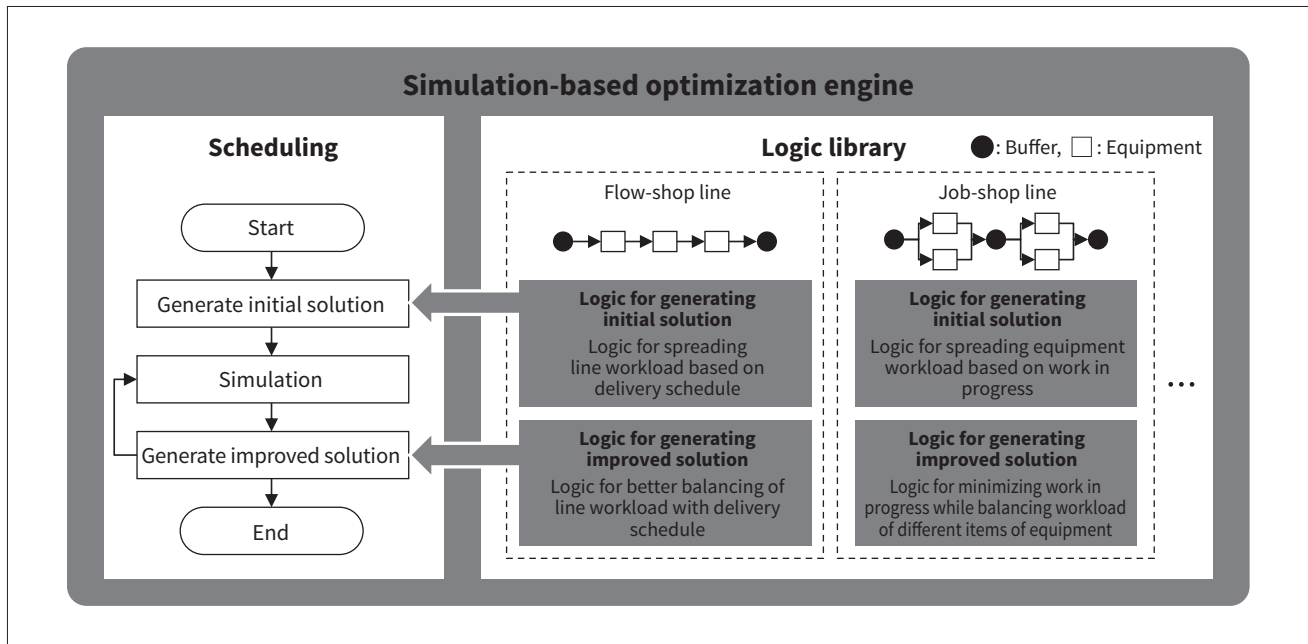 Simulation-based optimization engine
Scheduling
Start
Generate initial solution
Simulation
Generate improved solution
End
Logic library
: Buffer, : Equipment
Flow-shop line
Logic for generating
initial solution
Logic for spreading
line workload based on
delivery schedule
Logic for generating
improved solution
Logic for better balancing of
line workload with delivery
schedule
Job-shop line
Logic for generating
initial solution
Logic for spreading equipment
workload based on work in
progress
Logic for generating
improved solution
Logic for minimizing work in
progress while balancing workload
of different items of equipment
...